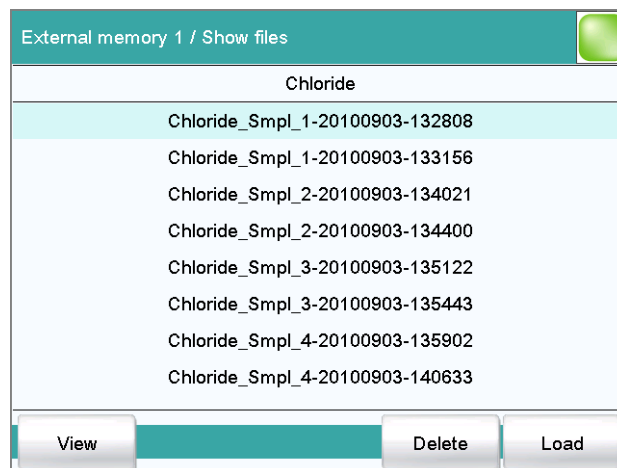 External memory 1 / Show files
Chloride
Chloride_Smpl_1-20100903-132808
Chloride_Smpl_1-20100903-133156
Chloride_Smpl_2-20100903-134021
Chloride_Smpl_2-20100903-134400
Chloride_Smpl_3-20100903-135122
Chloride_Smpl_3-20100903-135443
Chloride_Smpl_4-20100903-135902
Chloride_Smpl_4-20100903-140633
View Delete Load